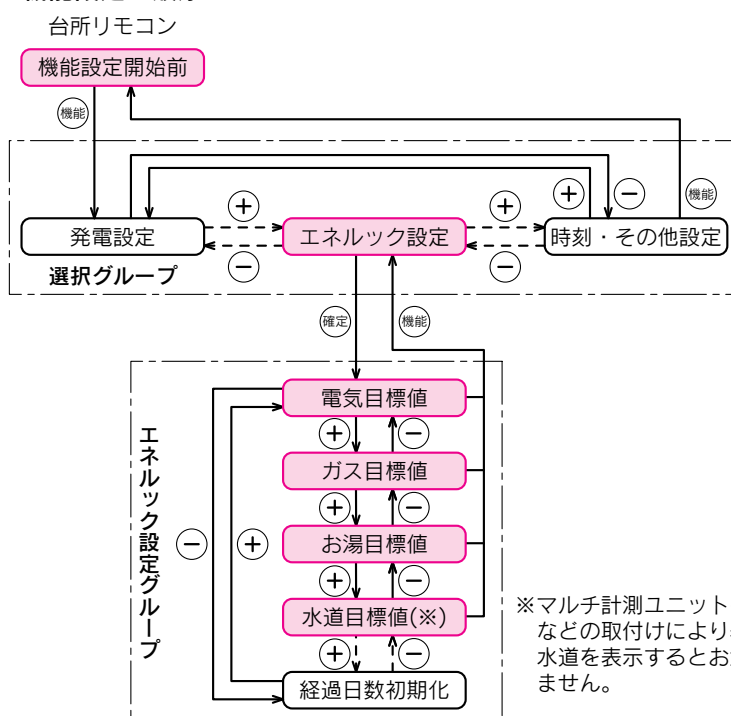 台所リモコン
機能設定開始前
機能
+
+
−
+
機能
発電設定
エネルック設定
時刻・その他設定
−
−
選択グループ
確定
機能
電気目標値
+
−
ガス目標値
エネルック設定グループ
−
+
+
−
お湯目標値
+
−
水道目標値(※)
+
−
経過日数初期化
※マルチ計測ユニット
などの取付けにより
水道を表示するとお
ません。